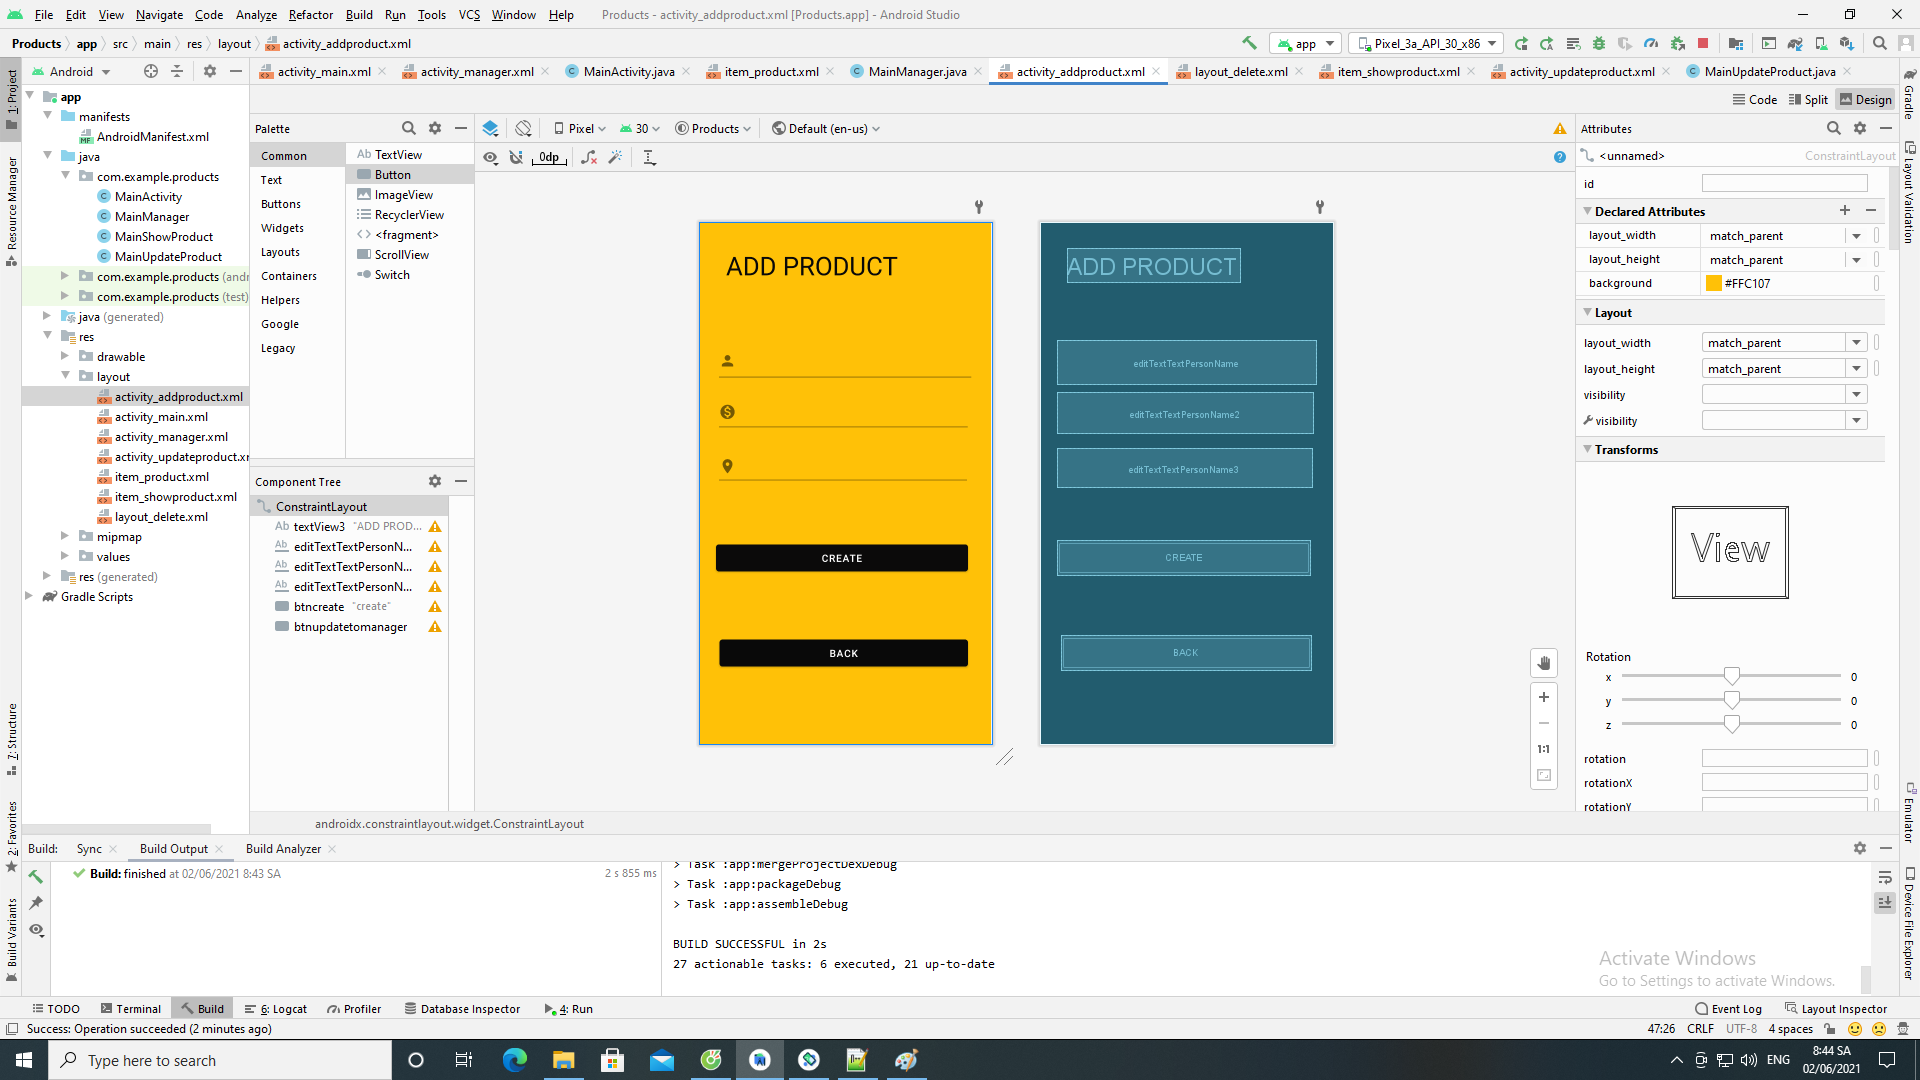 File Edit View Navigate Code Analyze Refactor Build Run Tools VCS Window Help Products - activity_addproduct.xml [Products.app] - Android Studio
Products app src main res layout activity_addproduct.xml app Pixel_3a_API_30_x86
Android activity_main.xml activity_manager.xml MainActivity.java item_product.xml MainManager.java activity_addproduct.xml layout_delete.xml item_showproduct.xml activity_updateproduct.xml MainUpdateProduct.java
Code Split Design
1: Project
Resource Manager
7: Structure
2: Favorites
Build Variants
app
manifests
AndroidManifest.xml
java
com.example.products
MainActivity
MainManager
MainShowProduct
MainUpdateProduct
com.example.products (andr
com.example.products (test)
java (generated)
res
drawable
layout
activity_addproduct.xml
activity_main.xml
activity_manager.xml
activity_updateproduct.xr
item_product.xml
item_showproduct.xml
layout_delete.xml
mipmap
values
res (generated)
Gradle Scripts
Palette
Common
Text
Buttons
Widgets
Layouts
Containers
Helpers
Google
Legacy
Ab TextView
Button
ImageView
RecyclerView
<fragment>
ScrollView
Switch
Component Tree
ConstraintLayout
Ab textView3 "ADD PROD...
Ab editTextTextPersonN...
Ab editTextTextPersonN...
Ab editTextTextPersonN...
btncreate "create"
btnupdatetomanager
Pixel 30 Products Default (en-us)
0dp
ADD PRODUCT
CREATE
BACK
ADD PRODUCT
editTextTextPersonName
editTextTextPersonName2
editTextTextPersonName3
CREATE
BACK
1:1
androidx.constraintlayout.widget.ConstraintLayout
Attributes
<unnamed> ConstraintLayout
id
Declared Attributes
layout_width match_parent
layout_height match_parent
background #FFC107
Layout
layout_width match_parent
layout_height match_parent
visibility
visibility
Transforms
View
Rotation
x 0
y 0
z 0
rotation
rotationX
rotationY
Gradle
Layout Validation
Emulator
Device File Explorer
Build: Sync Build Output Build Analyzer
Build: finished at 02/06/2021 8:43 SA 2 s 855 ms
> Task :app:mergeProjectDexDebug
> Task :app:packageDebug
> Task :app:assembleDebug
BUILD SUCCESSFUL in 2s
27 actionable tasks: 6 executed, 21 up-to-date
Activate Windows
Go to Settings to activate Windows.
TODO Terminal Build 6: Logcat Profiler Database Inspector 4: Run Event Log Layout Inspector
Success: Operation succeeded (2 minutes ago) 47:26 CRLF UTF-8 4 spaces
Type here to search
ENG
8:44 SA
02/06/2021